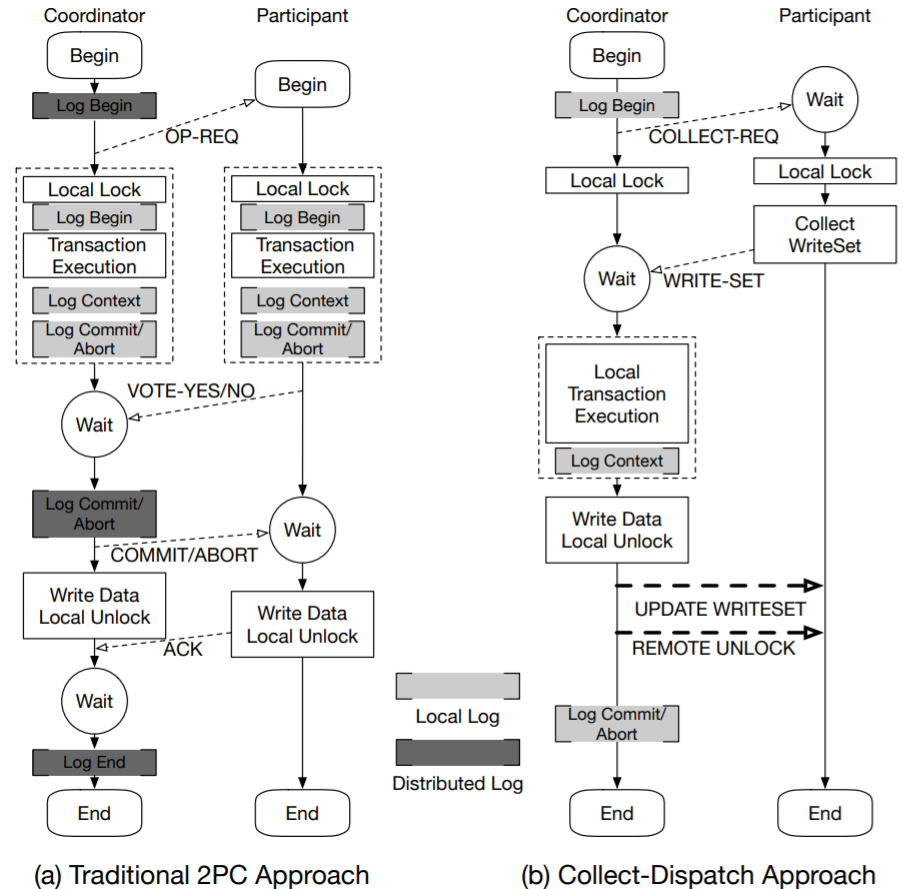 Coordinator
Participant
Begin
Log Begin
Begin
OP-REQ
Local Lock
Log Begin
Transaction
Execution
Log Context
Log Commit/
Abort
Local Lock
Log Begin
Transaction
Execution
Log Context
Log Commit/
Abort
VOTE-YES/NO
Wait
Log Commit/
Abort
Wait
COMMIT/ABORT
Write Data
Local Unlock
Write Data
Local Unlock
ACK
Wait
Log End
End
End
Local Log
Distributed Log
(a) Traditional 2PC Approach
Coordinator
Participant
Begin
Log Begin
Wait
COLLECT-REQ
Local Lock
Local Lock
Collect
WriteSet
Wait
WRITE-SET
Local
Transaction
Execution
Log Context
Write Data
Local Unlock
UPDATE WRITESET
REMOTE UNLOCK
Log Commit/
Abort
End
End
(b) Collect-Dispatch Approach